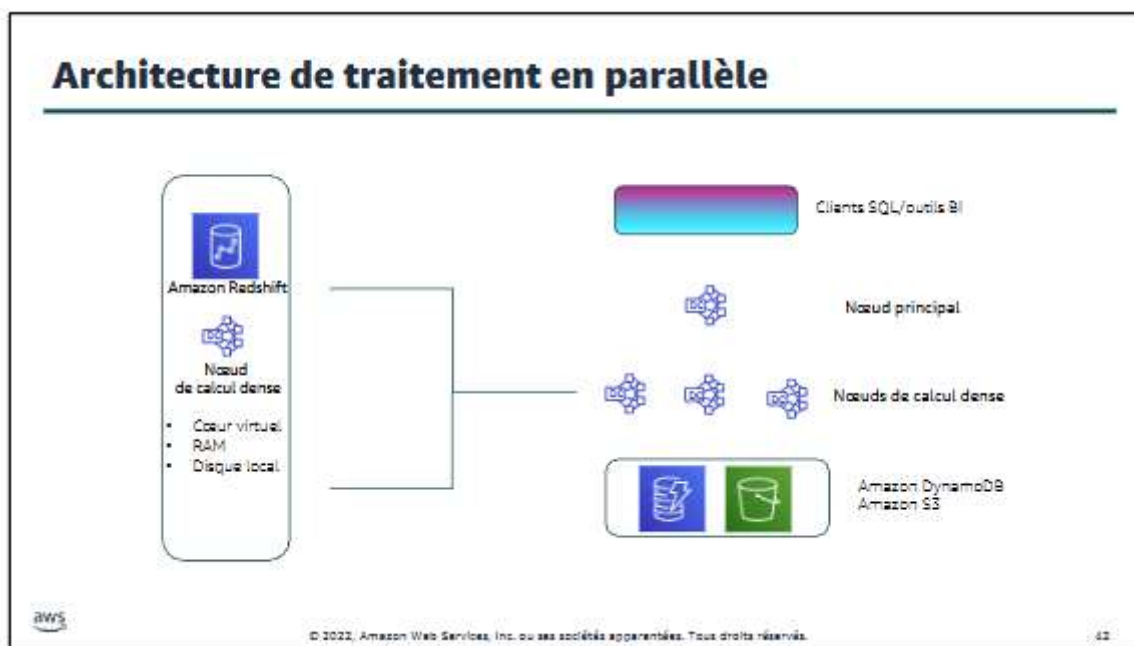 Architecture de traitement en parallèle
Amazon Redshift
Nœud
de calcul dense
• Cœur virtuel
• RAM
• Disque local
Clients SQL/outils BI
Nœud principal
Nœuds de calcul dense
Amazon DynamoDB
Amazon S3
aws
© 2022, Amazon Web Services, Inc. ou ses sociétés apparentées. Tous droits réservés.
42